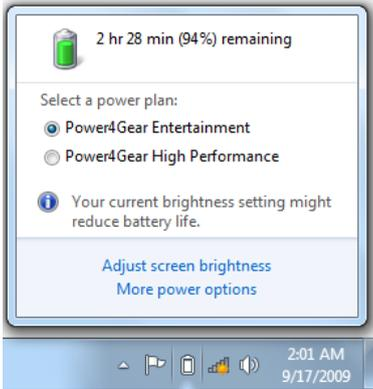 2 hr 28 min (94%) remaining
Select a power plan:
Power4Gear Entertainment
Power4Gear High Performance
Your current brightness setting might
reduce battery life.
Adjust screen brightness
More power options
2:01 AM
9/17/2009